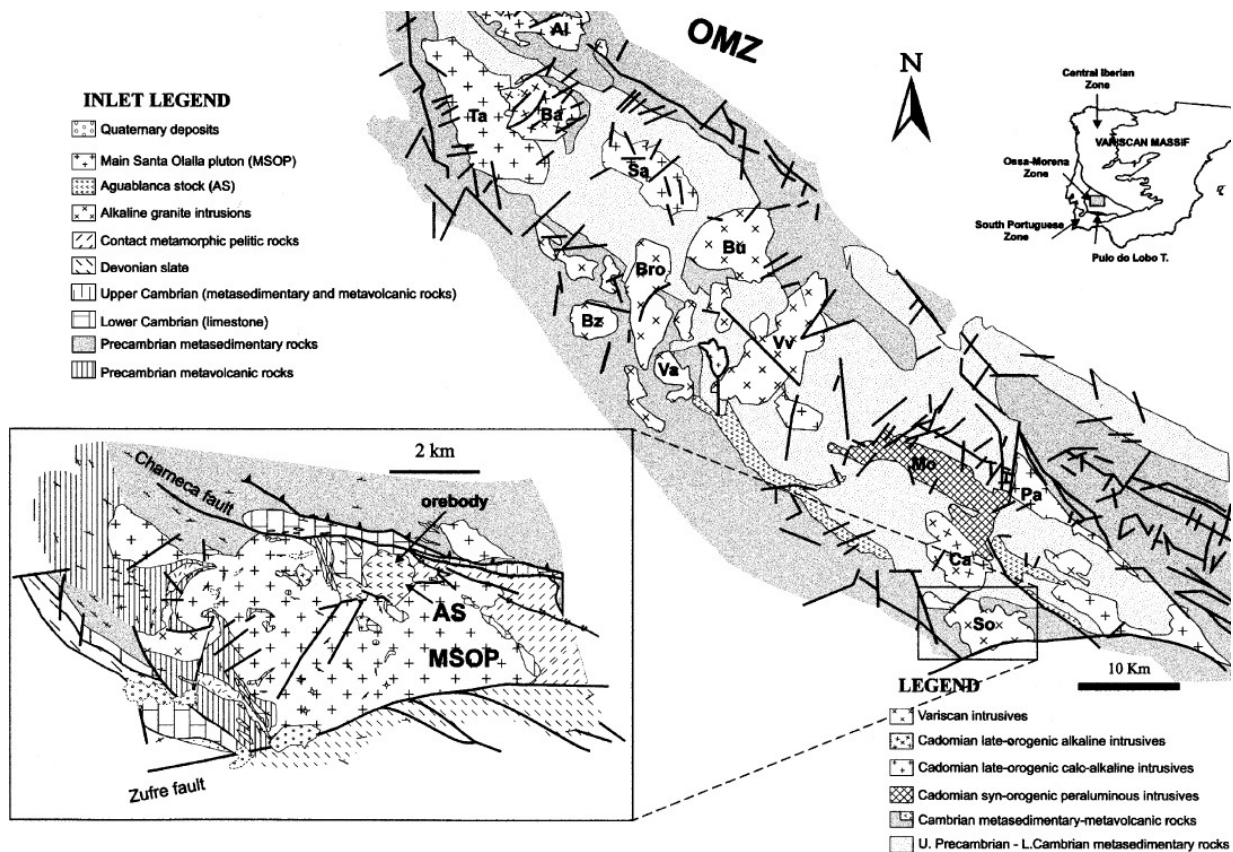 OMZ
N
Al
Ta
Ba
Sa
Bu
Bro
Bz
Vv
Va
Mo
Pa
Ca
So
10 Km
Central Iberian
Zone
VARISCAN MASSIF
Ossa-Morena
Zone
South Portuguese
Zone
Pulo do Lobo T.
INLET LEGEND
Quaternary deposits
Main Santa Olalla pluton (MSOP)
Aguablanca stock (AS)
Alkaline granite intrusions
Contact metamorphic pelitic rocks
Devonian slate
Upper Cambrian (metasedimentary and metavolcanic rocks)
Lower Cambrian (limestone)
Precambrian metasedimentary rocks
Precambrian metavolcanic rocks
2 km
Charneca fault
orebody
AS
MSOP
Zufre fault
LEGEND
Variscan intrusives
Cadomian late-orogenic alkaline intrusives
Cadomian late-orogenic calc-alkaline intrusives
Cadomian syn-orogenic peraluminous intrusives
Cambrian metasedimentary-metavolcanic rocks
U. Precambrian - L.Cambrian metasedimentary rocks